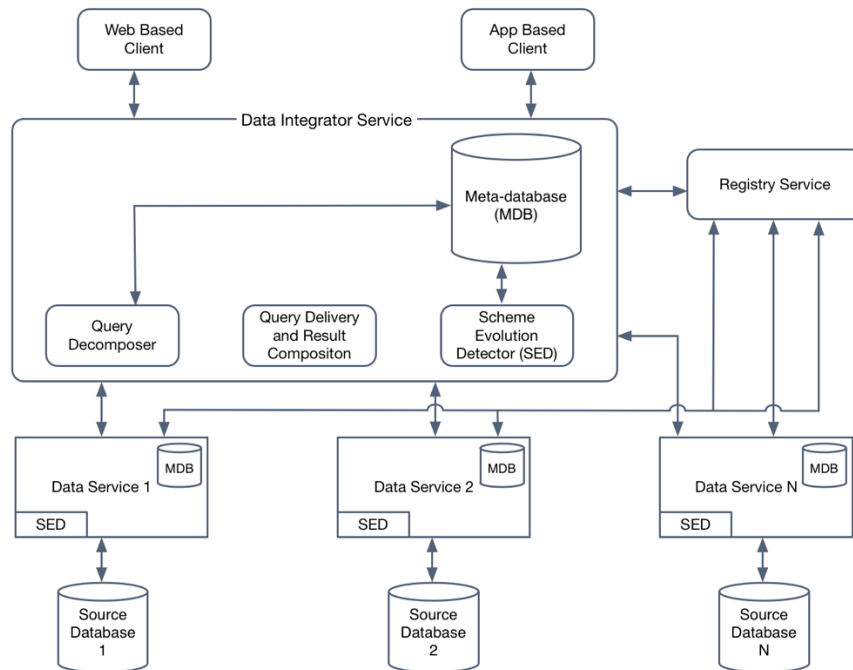 Web Based
Client
App Based
Client
Data Integrator Service
Meta-database
(MDB)
Registry Service
Query
Decomposer
Query Delivery
and Result
Compositon
Scheme
Evolution
Detector (SED)
MDB
Data Service 1
SED
MDB
Data Service 2
SED
MDB
Data Service N
SED
Source
Database
1
Source
Database
2
Source
Database
N